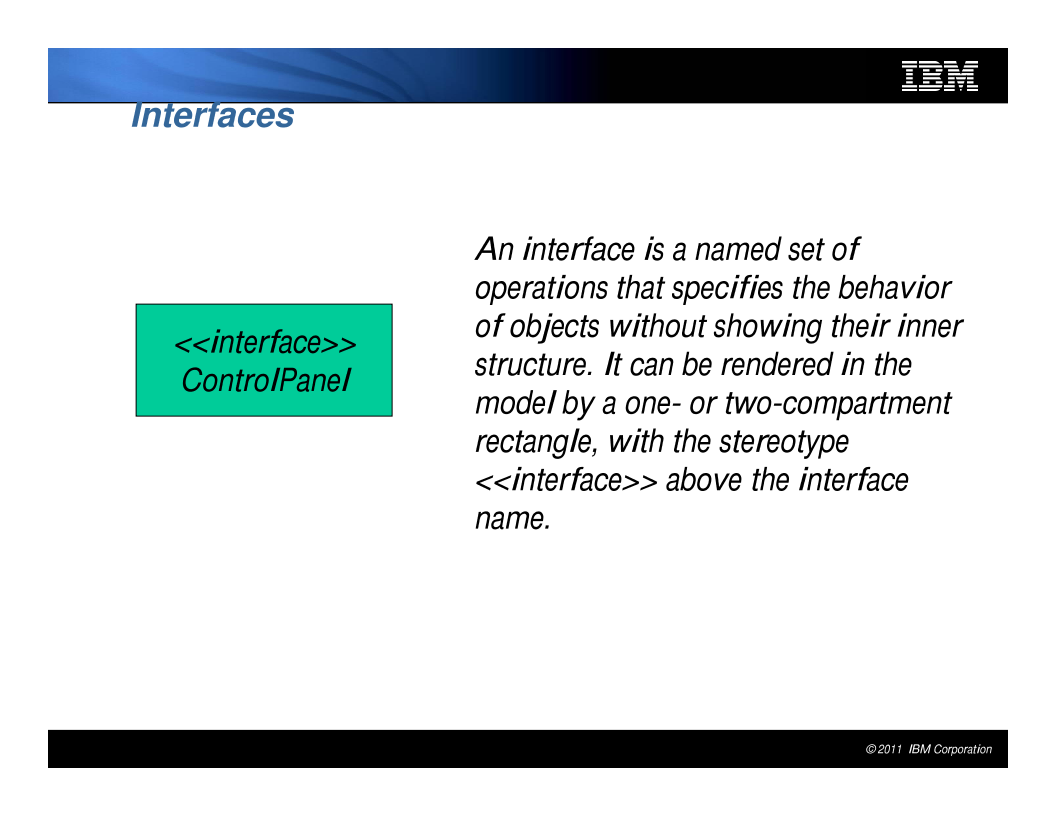 IBM
Interfaces
<<interface>>
ControlPanel
An interface is a named set of
operations that specifies the behavior
of objects without showing their inner
structure. It can be rendered in the
model by a one- or two-compartment
rectangle, with the stereotype
<<interface>> above the interface
name.
© 2011 IBM Corporation